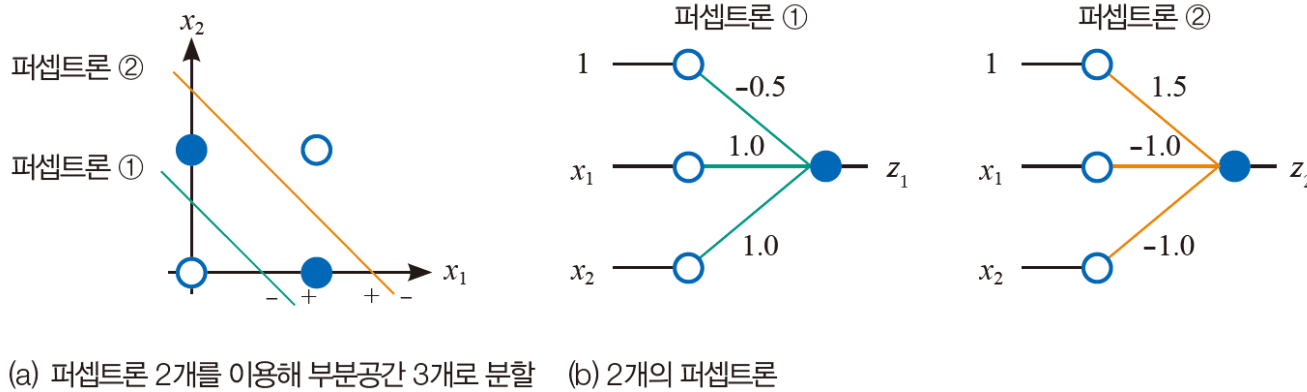 x₂
퍼셉트론 ②
퍼셉트론 ①
x₁
- + + -
(a) 퍼셉트론 2개를 이용해 부분공간 3개로 분할
퍼셉트론 ①
1
-0.5
x₁
1.0
z₁
x₂
1.0
퍼셉트론 ②
1
1.5
x₁
-1.0
z₂
x₂
-1.0
(b) 2개의 퍼셉트론